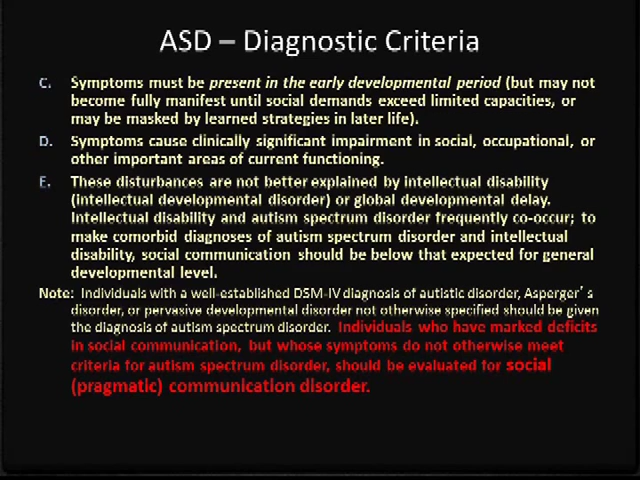 ASD – Diagnostic Criteria
C. Symptoms must be present in the early developmental period (but may not
become fully manifest until social demands exceed limited capacities, or
may be masked by learned strategies in later life).
D. Symptoms cause clinically significant impairment in social, occupational, or
other important areas of current functioning.
E. These disturbances are not better explained by intellectual disability
(intellectual developmental disorder) or global developmental delay.
Intellectual disability and autism spectrum disorder frequently co-occur; to
make comorbid diagnoses of autism spectrum disorder and intellectual
disability, social communication should be below that expected for general
developmental level.
Note: Individuals with a well-established DSM-IV diagnosis of autistic disorder, Asperger's
disorder, or pervasive developmental disorder not otherwise specified should be given
the diagnosis of autism spectrum disorder. Individuals who have marked deficits
in social communication, but whose symptoms do not otherwise meet
criteria for autism spectrum disorder, should be evaluated for social
(pragmatic) communication disorder.